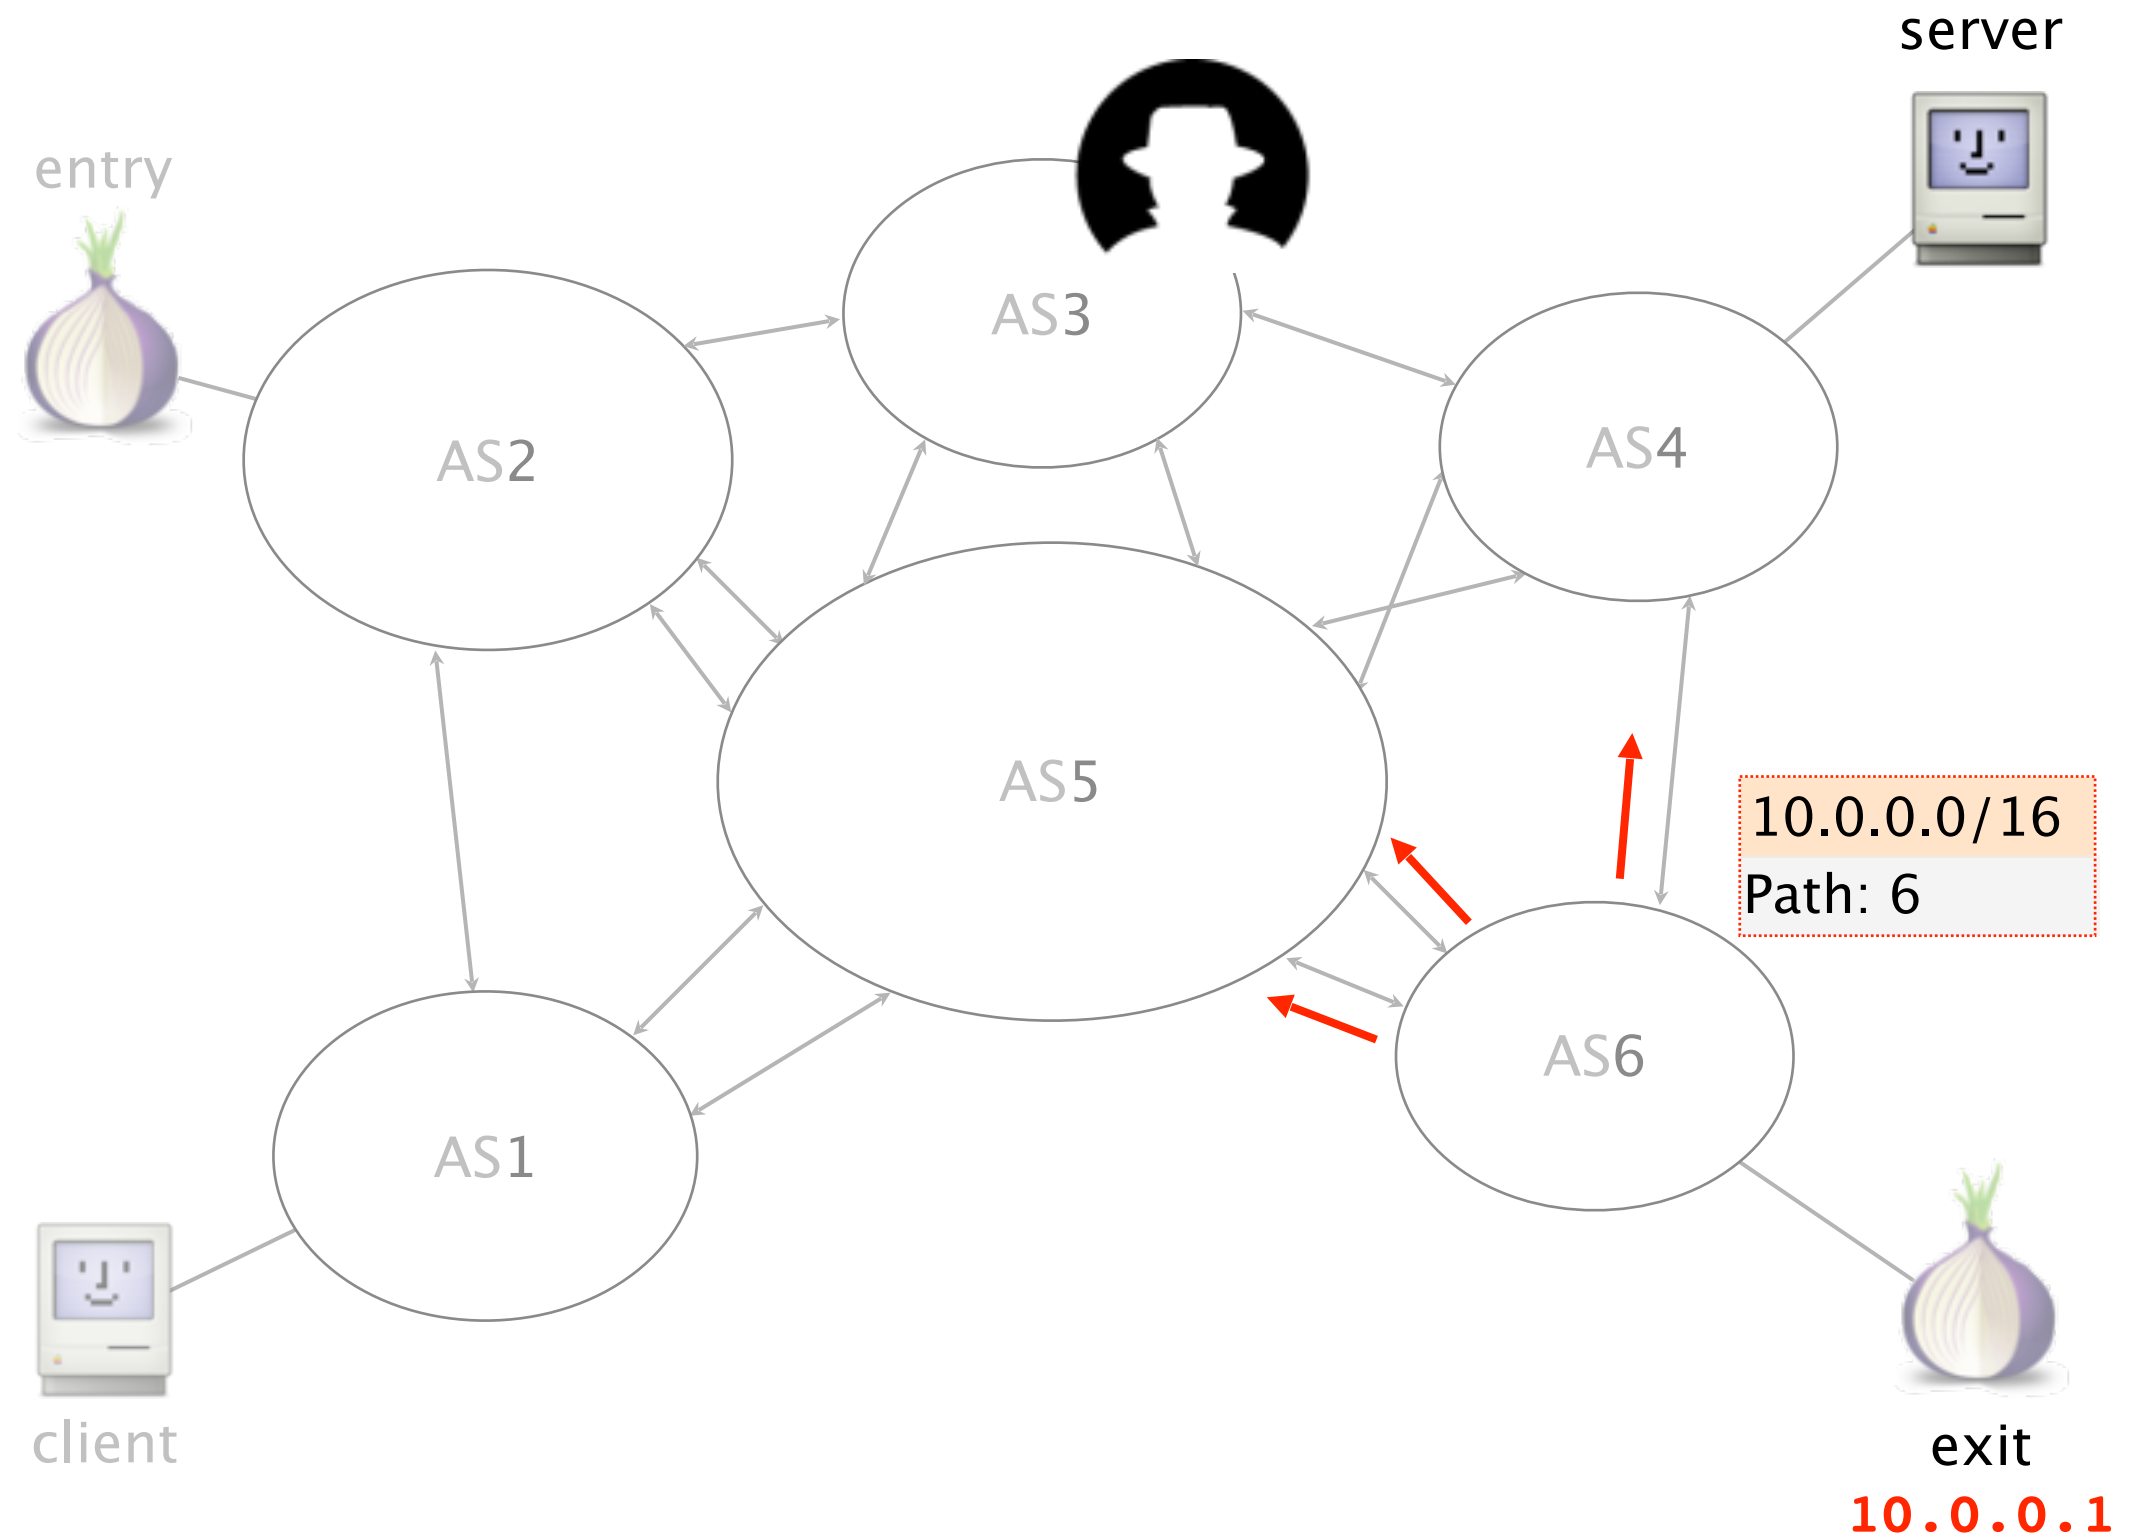 server
entry
AS3
AS4
AS2
AS5
10.0.0.0/16
Path: 6
AS6
AS1
client
exit
10.0.0.1